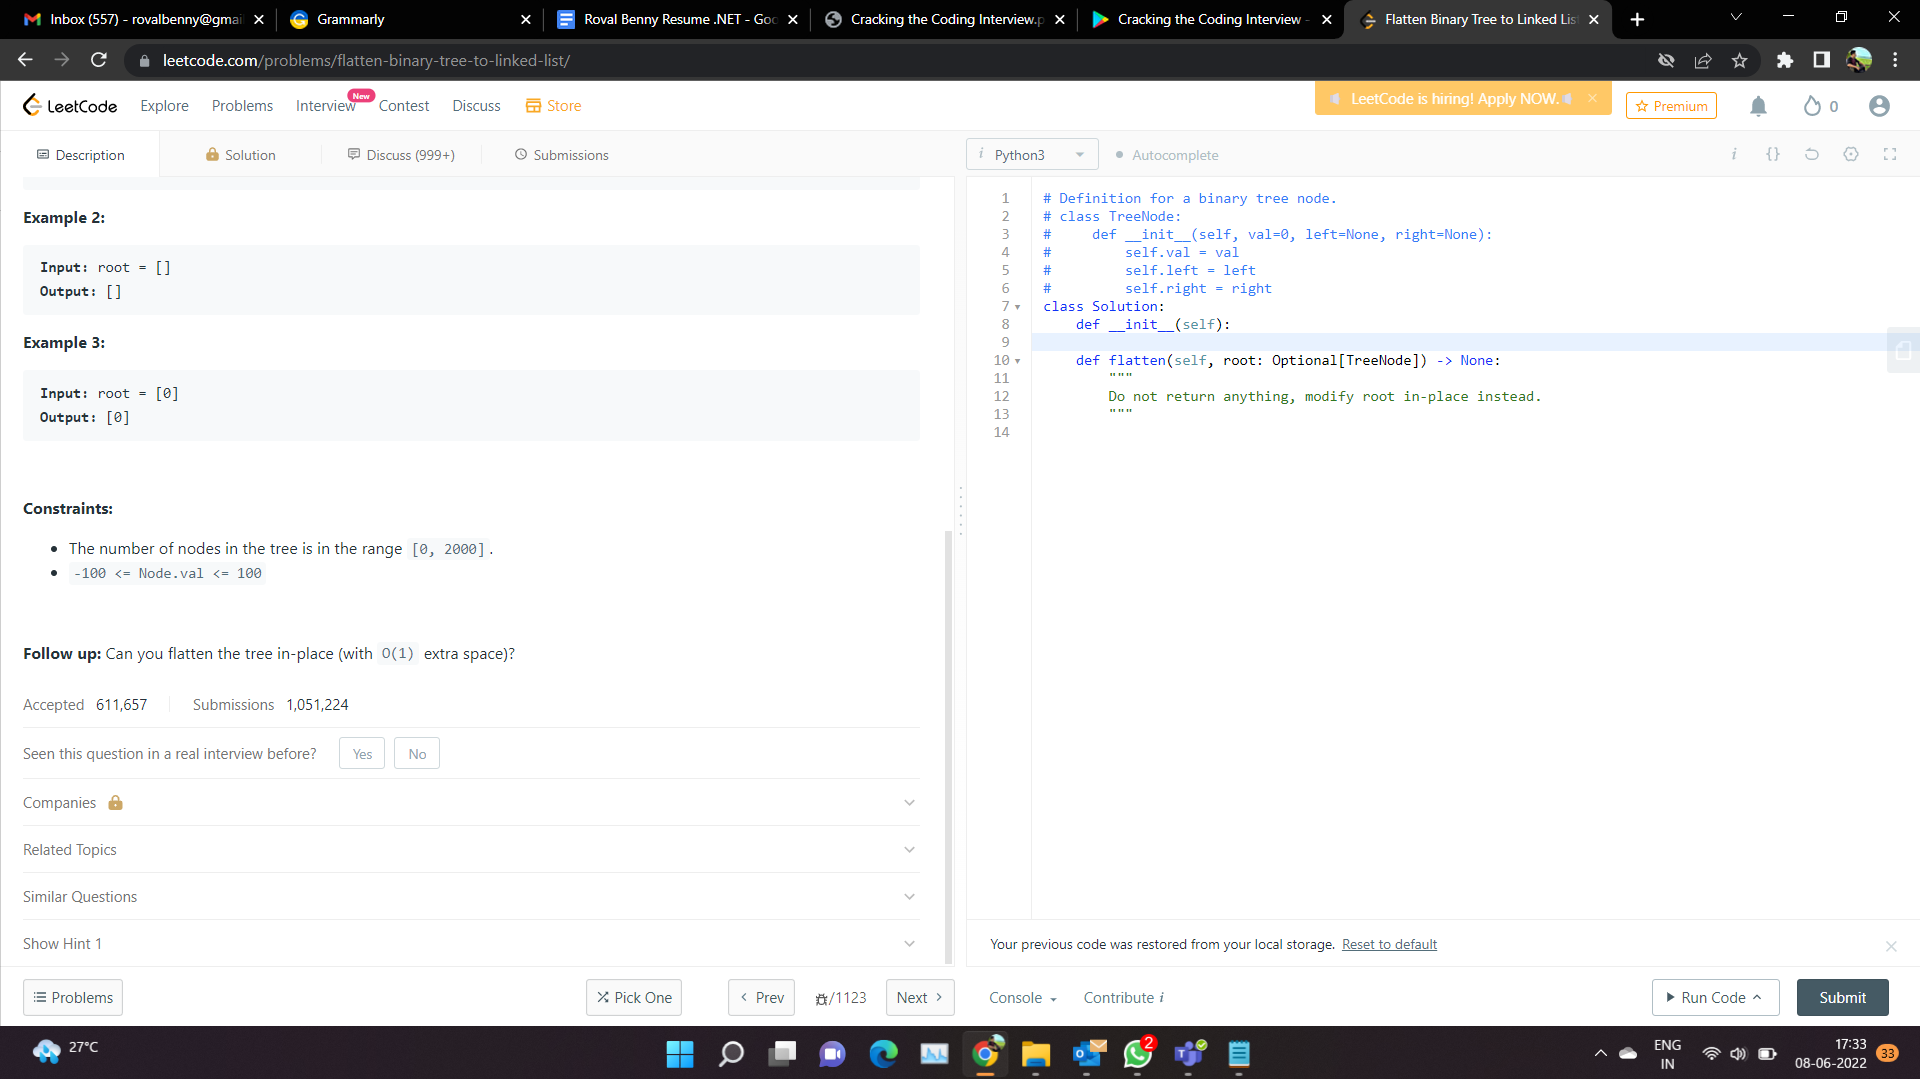 Inbox (557) - rovalbenny@gmai
Grammarly
Roval Benny Resume .NET - Goo
Cracking the Coding Interview.p
Cracking the Coding Interview -
Flatten Binary Tree to Linked Lis
leetcode.com/problems/flatten-binary-tree-to-linked-list/
LeetCode
Explore
Problems
Interview
New
Contest
Discuss
Store
LeetCode is hiring! Apply NOW.
Premium
0
Description
Solution
Discuss (999+)
Submissions
i Python3
Autocomplete
i {}
Example 2:
Input: root = []
Output: []
Example 3:
Input: root = [0]
Output: [0]
Constraints:
• The number of nodes in the tree is in the range [0, 2000].
• -100 <= Node.val <= 100
Follow up: Can you flatten the tree in-place (with O(1) extra space)?
Accepted 611,657 Submissions 1,051,224
Seen this question in a real interview before? Yes No
Companies
Related Topics
Similar Questions
Show Hint 1
1 # Definition for a binary tree node.
2 # class TreeNode:
3 #     def __init__(self, val=0, left=None, right=None):
4 #         self.val = val
5 #         self.left = left
6 #         self.right = right
7 class Solution:
8     def __init__(self):
9
10     def flatten(self, root: Optional[TreeNode]) -> None:
11         """
12         Do not return anything, modify root in-place instead.
13         """
14
Your previous code was restored from your local storage. Reset to default
Problems
Pick One
Prev
/1123
Next
Console
Contribute i
Run Code
Submit
27°C
2
ENG
IN
17:33
08-06-2022
33